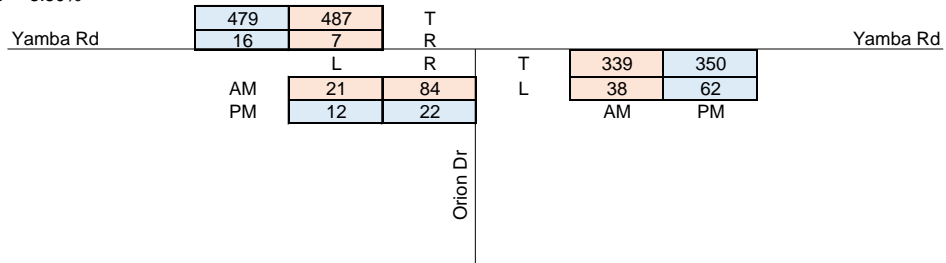 479 487 T
Yamba Rd 16 7 R Yamba Rd
L R T 339 350
AM 21 84 L 38 62
PM 12 22 AM PM
Orion Dr